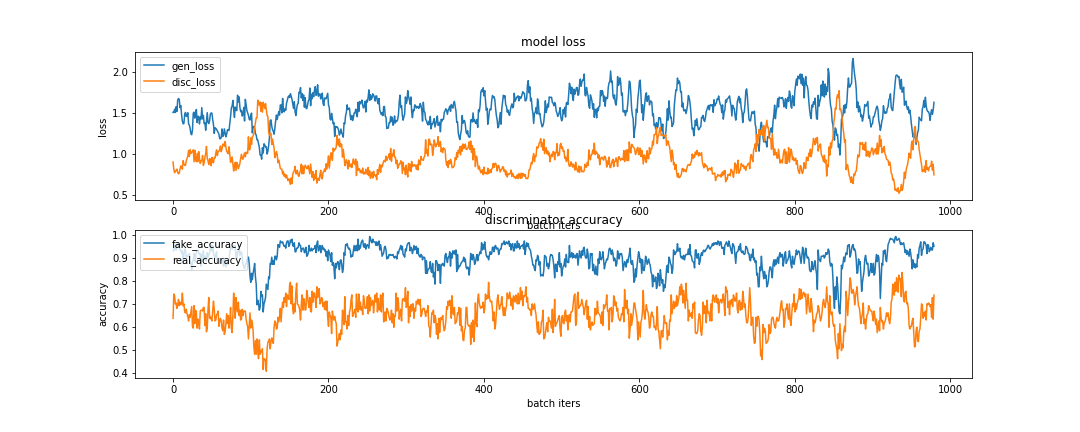 model loss
gen_loss
disc_loss
2.0
1.5
1.0
0.5
loss
0
200
400
600
800
1000
batch iters
discriminator accuracy
fake_accuracy
real_accuracy
1.0
0.9
0.8
0.7
0.6
0.5
0.4
accuracy
0
200
400
600
800
1000
batch iters